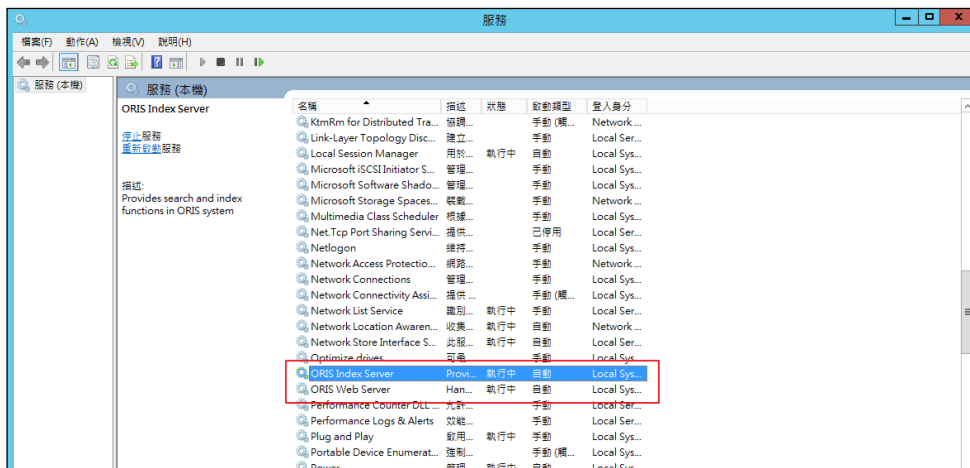 服務
檔案(F) 動作(A) 檢視(V) 說明(H)
服務 (本機)
服務 (本機)
ORIS Index Server
停止服務
重新啟動服務
描述:
Provides search and index
functions in ORIS system
名稱 描述 狀態 啟動類型 登入身分
KtmRm for Distributed Tra... 協調... 手動 (觸... Network ...
Link-Layer Topology Disc... 建立... 手動 Local Ser...
Local Session Manager 用於... 執行中 自動 Local Sys...
Microsoft iSCSI Initiator S... 管理... 手動 Local Sys...
Microsoft Software Shado... 管理... 手動 Local Sys...
Microsoft Storage Spaces... 裝載... 手動 Network ...
Multimedia Class Scheduler 根據... 手動 Local Sys...
Net.Tcp Port Sharing Servi... 提供... 已停用 Local Ser...
Netlogon 維持... 手動 Local Sys...
Network Access Protectio... 網路... 手動 Network ...
Network Connections 管理... 手動 Local Sys...
Network Connectivity Assi... 提供 ... 手動 (觸... Local Sys...
Network List Service 識別... 執行中 手動 Local Ser...
Network Location Awaren... 收集... 執行中 自動 Network ...
Network Store Interface S... 此服... 執行中 自動 Local Ser...
Optimize drives 可最... 手動 Local Sys...
ORIS Index Server Provi... 執行中 自動 Local Sys...
ORIS Web Server Han... 執行中 自動 Local Sys...
Performance Counter DLL ... 允許... 手動 Local Ser...
Performance Logs & Alerts 效能... 手動 Local Ser...
Plug and Play 啟用... 執行中 手動 Local Sys...
Portable Device Enumerat... 強制... 手動 (觸... Local Sys...
Power 管理... 執行中 自動 Local Sys...